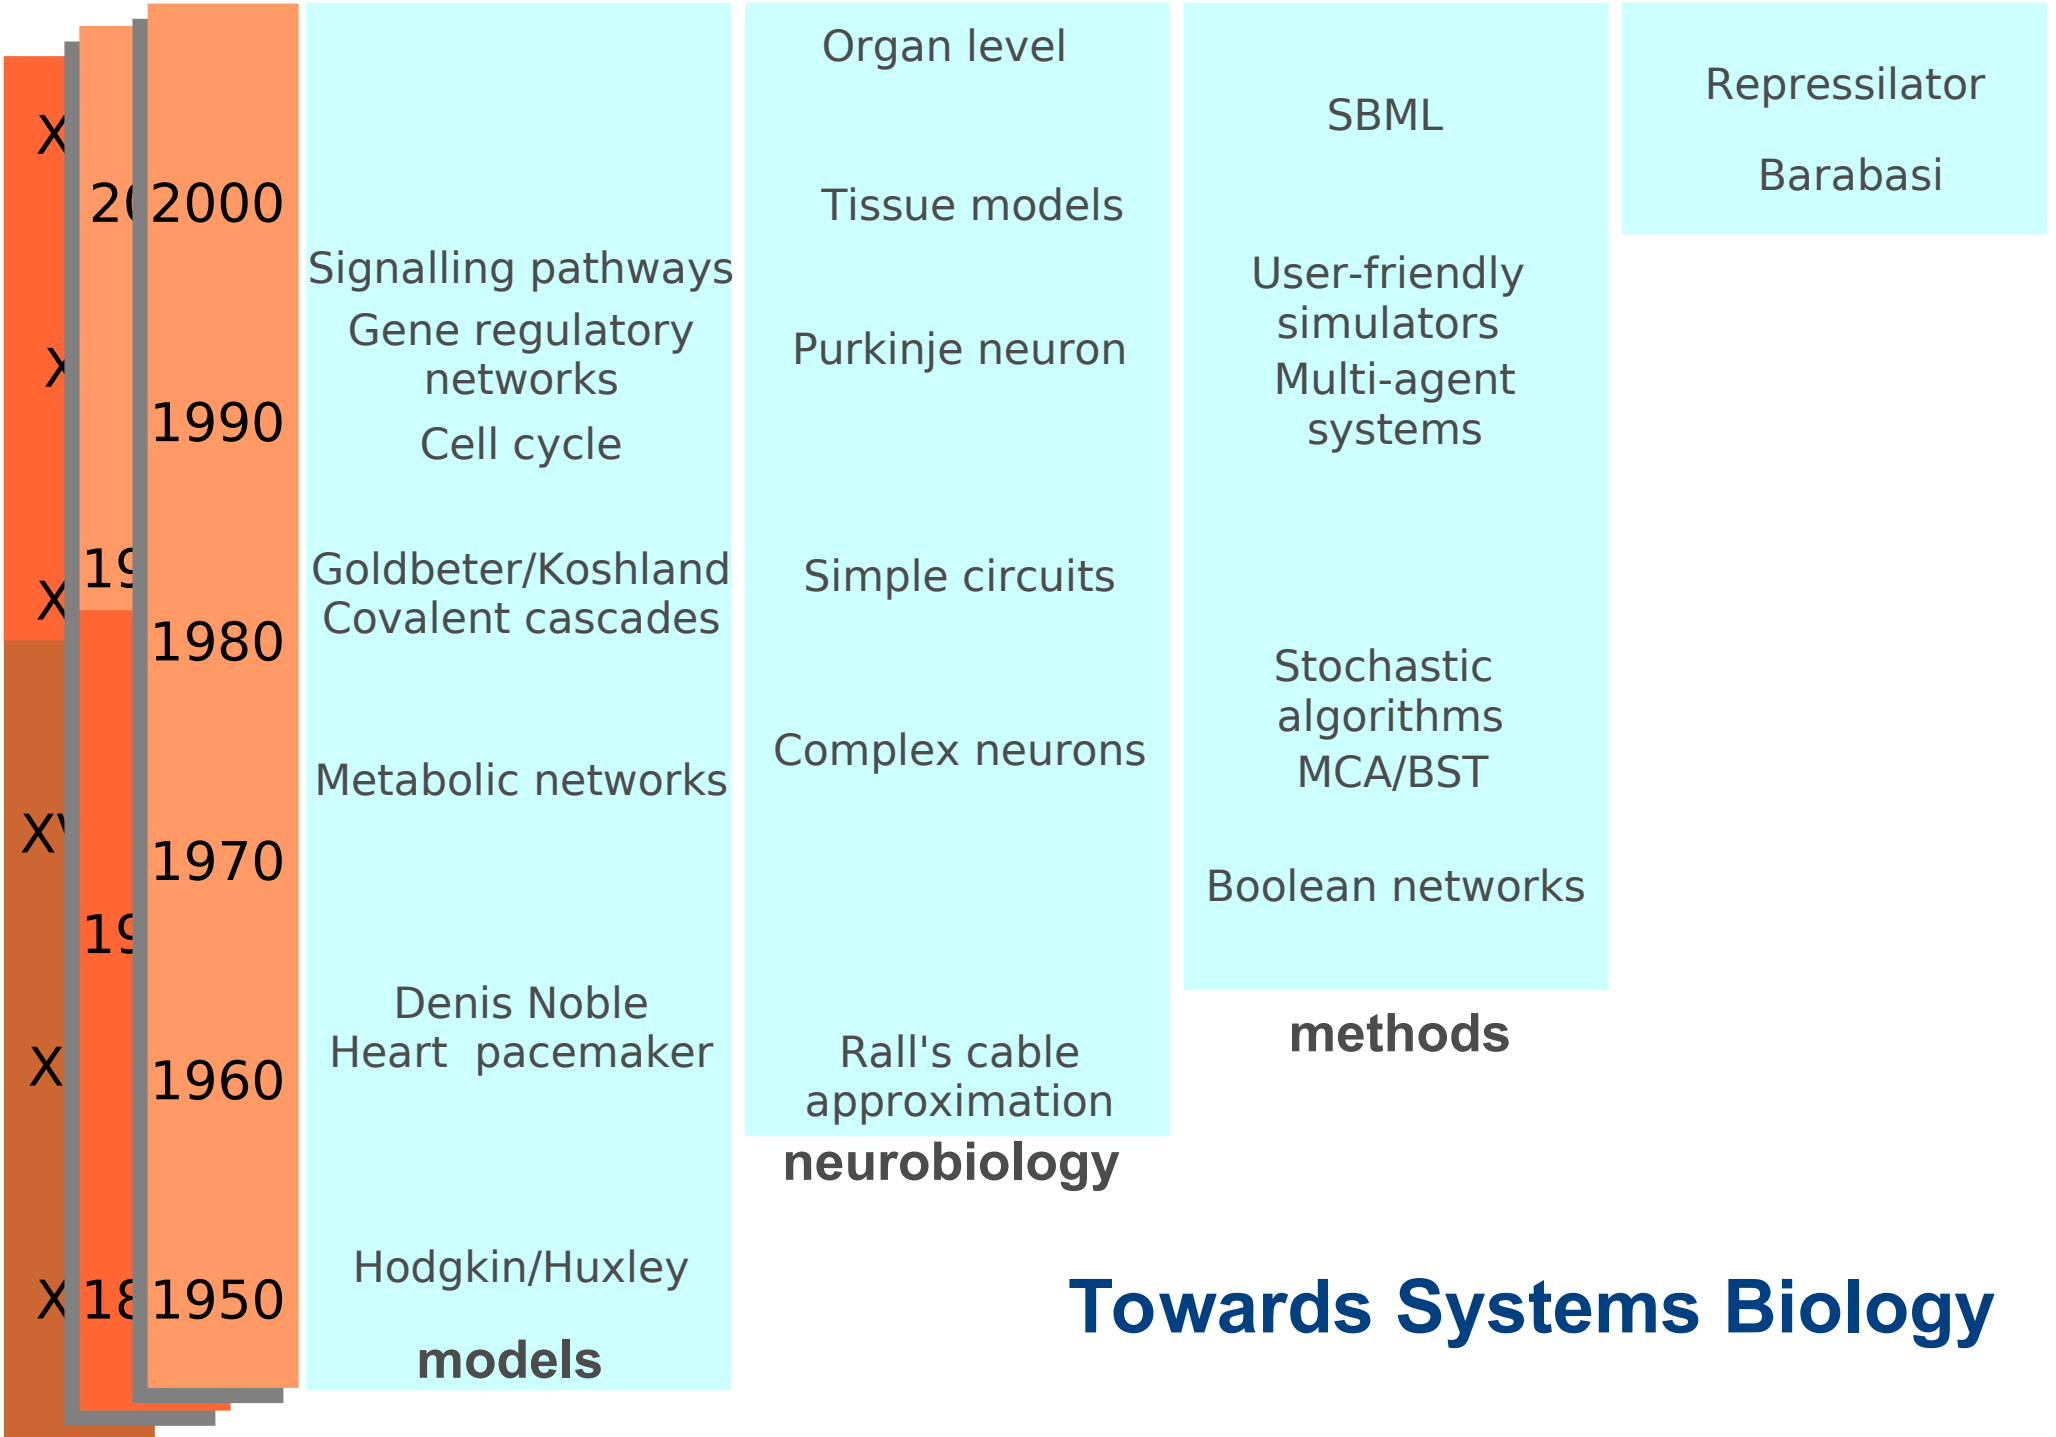 2000
1990
1980
1970
1960
1950
Signalling pathways
Gene regulatory
networks
Cell cycle
Goldbeter/Koshland
Covalent cascades
Metabolic networks
Denis Noble
Heart  pacemaker
Hodgkin/Huxley
models
Organ level
Tissue models
Purkinje neuron
Simple circuits
Complex neurons
Rall's cable
approximation
neurobiology
SBML
User-friendly
simulators
Multi-agent
systems
Stochastic
algorithms
MCA/BST
Boolean networks
methods
Repressilator
Barabasi
Towards Systems Biology